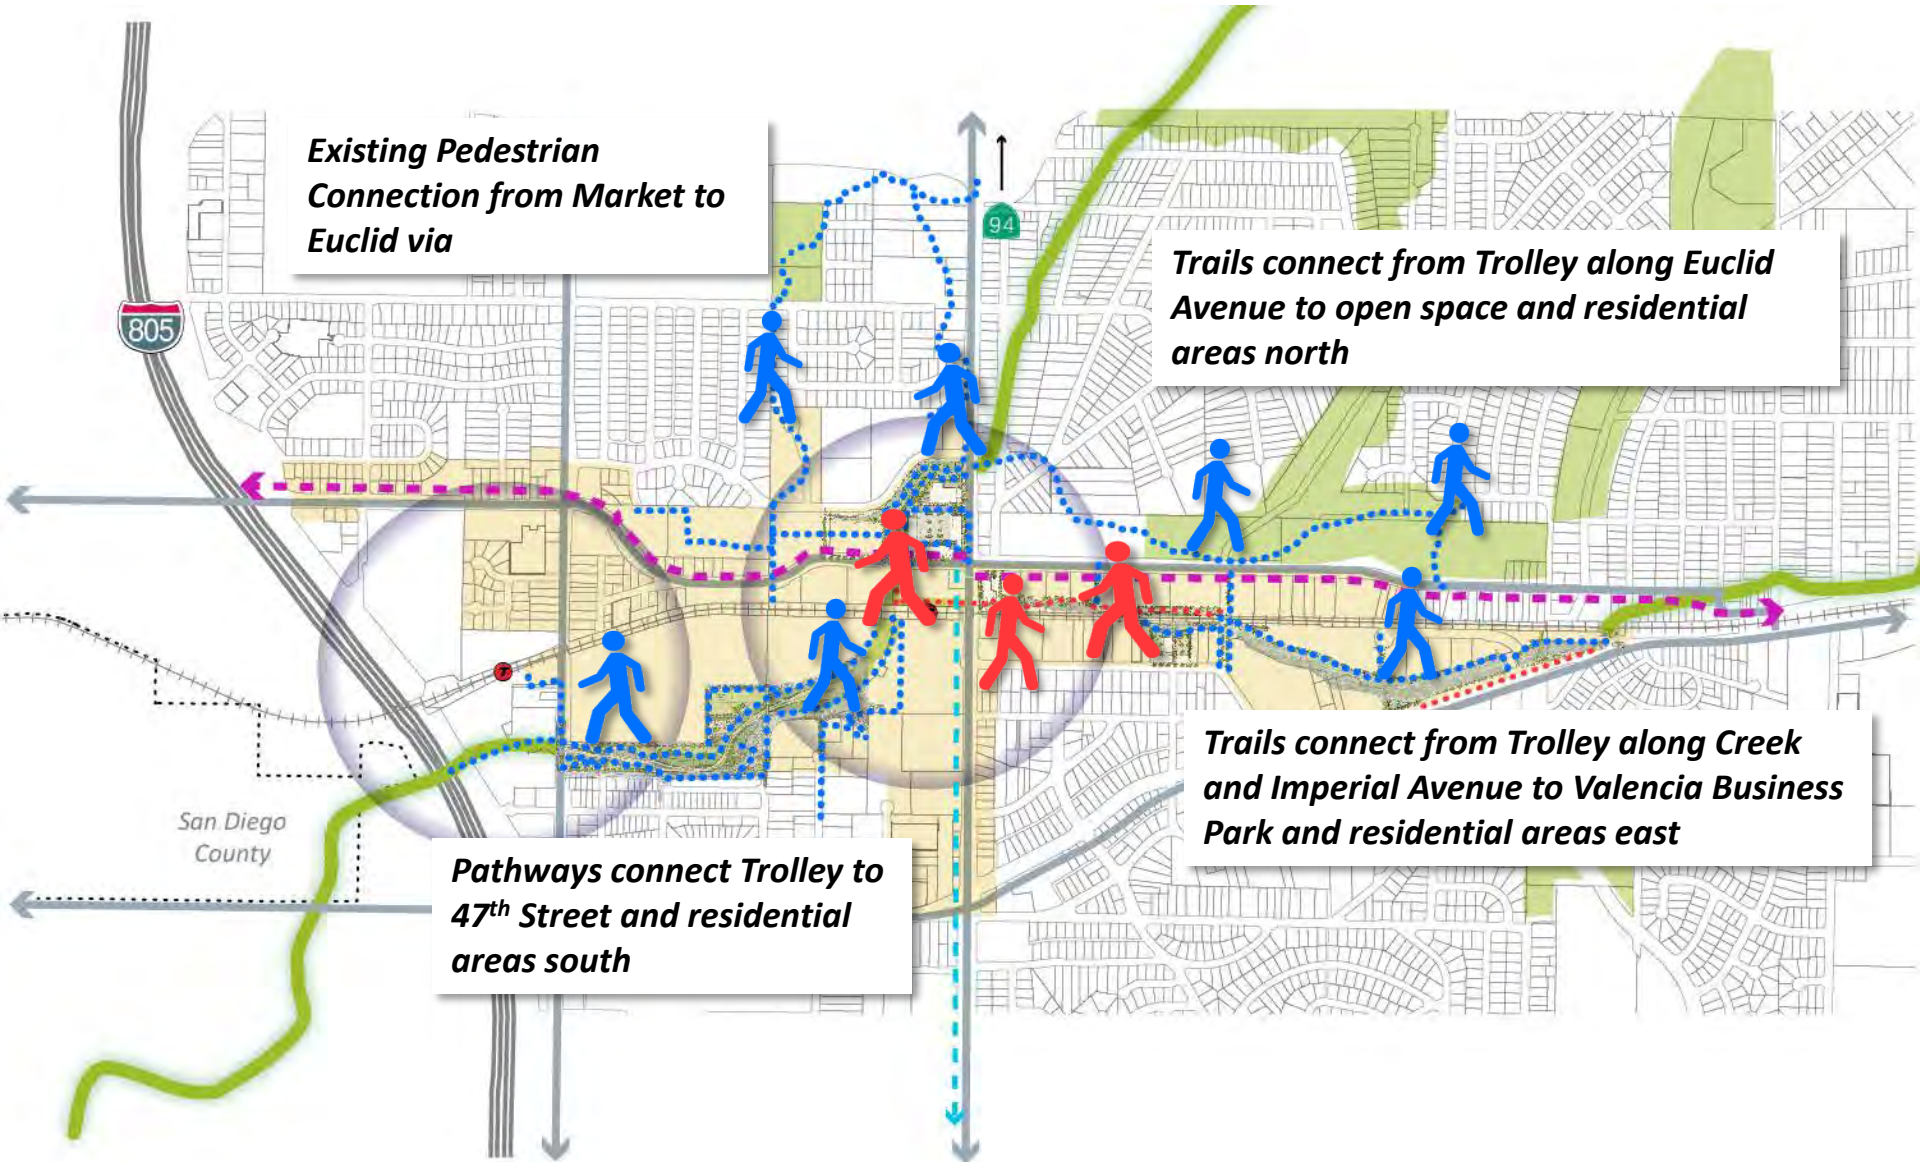 Existing Pedestrian
Connection from Market to
Euclid via
94
Trails connect from Trolley along Euclid
Avenue to open space and residential
areas north
805
San Diego
County
Trails connect from Trolley along Creek
and Imperial Avenue to Valencia Business
Park and residential areas east
Pathways connect Trolley to
47th Street and residential
areas south